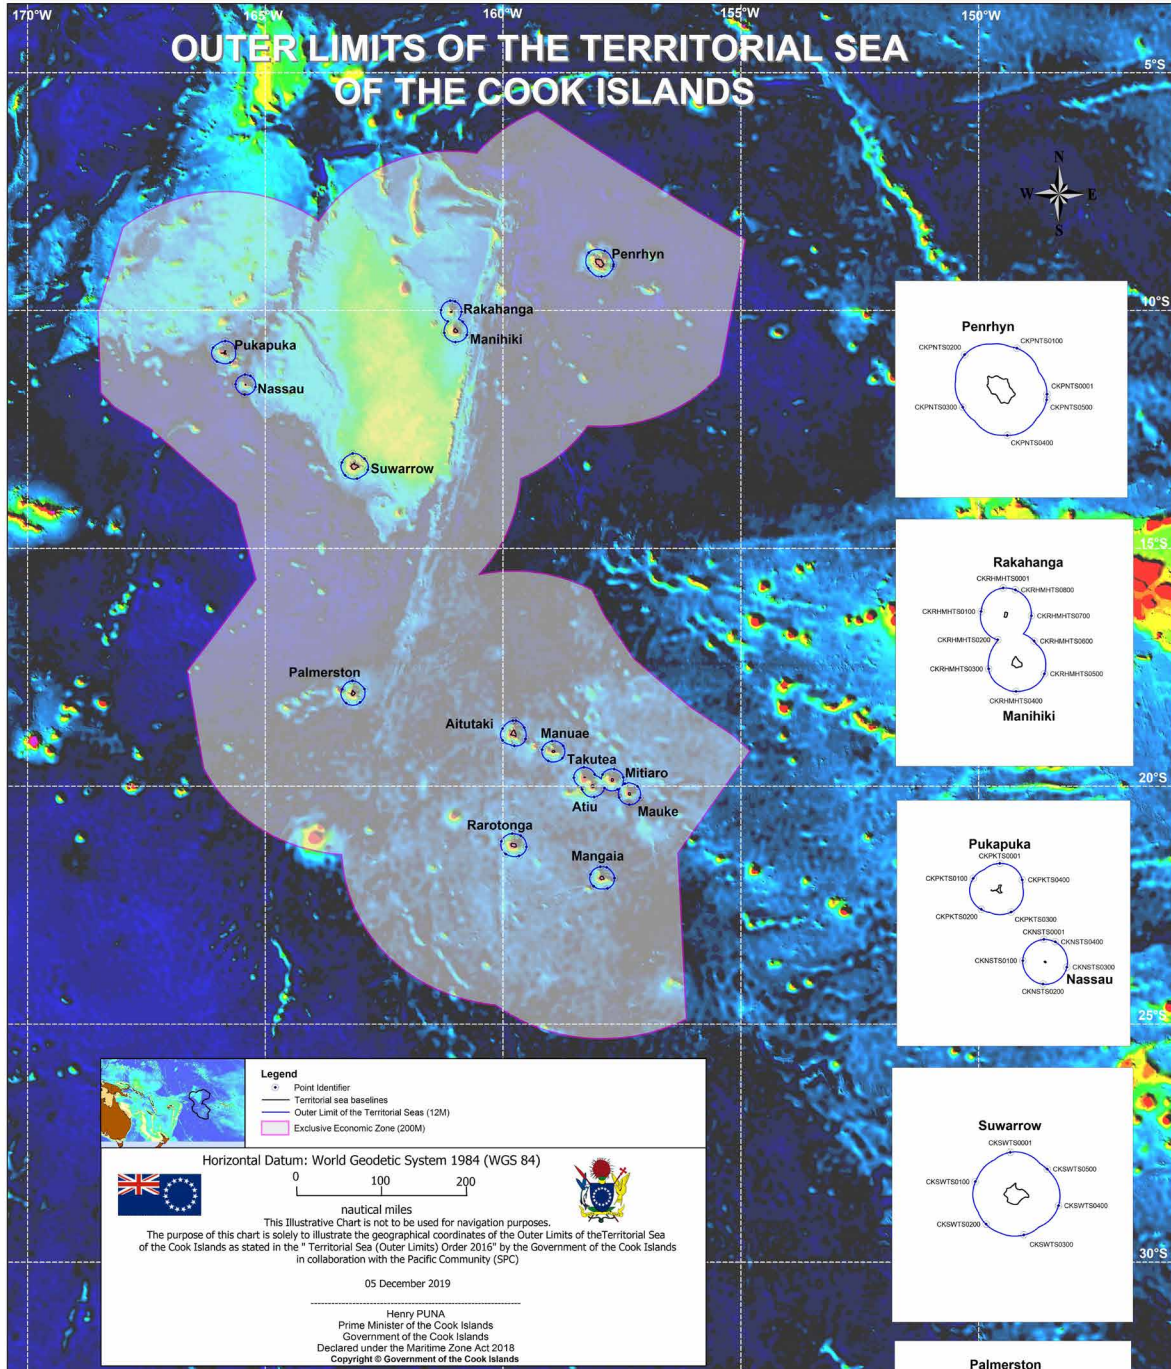 170°W
165°W
160°W
155°W
150°W
OUTER LIMITS OF THE TERRITORIAL SEA
OF THE COOK ISLANDS
5°S
N
W
E
S
Penrhyn
10°S
Rakahanga
Manihiki
Pukapuka
Nassau
Suwarrow
15°S
Palmerston
Aitutaki
Manuae
Takutea
Mitiaro
Atiu
Mauke
20°S
Rarotonga
Mangaia
25°S
30°S
Penrhyn
CKPNTS0100
CKPNTS0200
CKPNTS0001
CKPNTS0300
CKPNTS0500
CKPNTS0400
Rakahanga
CKRHMHTS0001
CKRHMHTS0800
CKRHMHTS0100
CKRHMHTS0700
CKRHMHTS0200
CKRHMHTS0600
CKRHMHTS0300
CKRHMHTS0500
CKRHMHTS0400
Manihiki
Pukapuka
CKPKTS0001
CKPKTS0100
CKPKTS0400
CKPKTS0200
CKPKTS0300
CKNSTS0001
CKNSTS0400
CKNSTS0100
CKNSTS0300
Nassau
CKNSTS0200
Suwarrow
CKSWTS0001
CKSWTS0500
CKSWTS0100
CKSWTS0400
CKSWTS0200
CKSWTS0300
Palmerston
Legend
Point Identifier
Territorial sea baselines
Outer Limit of the Territorial Seas (12M)
Exclusive Economic Zone (200M)
Horizontal Datum: World Geodetic System 1984 (WGS 84)
0 100 200
nautical miles
This Illustrative Chart is not to be used for navigation purposes.
The purpose of this chart is solely to illustrate the geographical coordinates of the Outer Limits of theTerritorial Sea
of the Cook Islands as stated in the " Territorial Sea (Outer Limits) Order 2016" by the Government of the Cook Islands
in collaboration with the Pacific Community (SPC)
05 December 2019
Henry PUNA
Prime Minister of the Cook Islands
Government of the Cook Islands
Declared under the Maritime Zone Act 2018
Copyright © Government of the Cook Islands